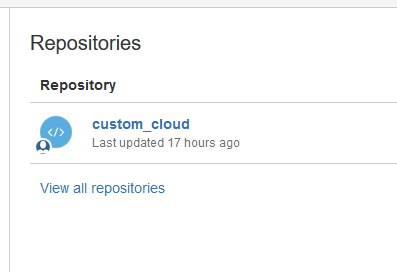 Repositories
Repository
custom_cloud
Last updated 17 hours ago
View all repositories